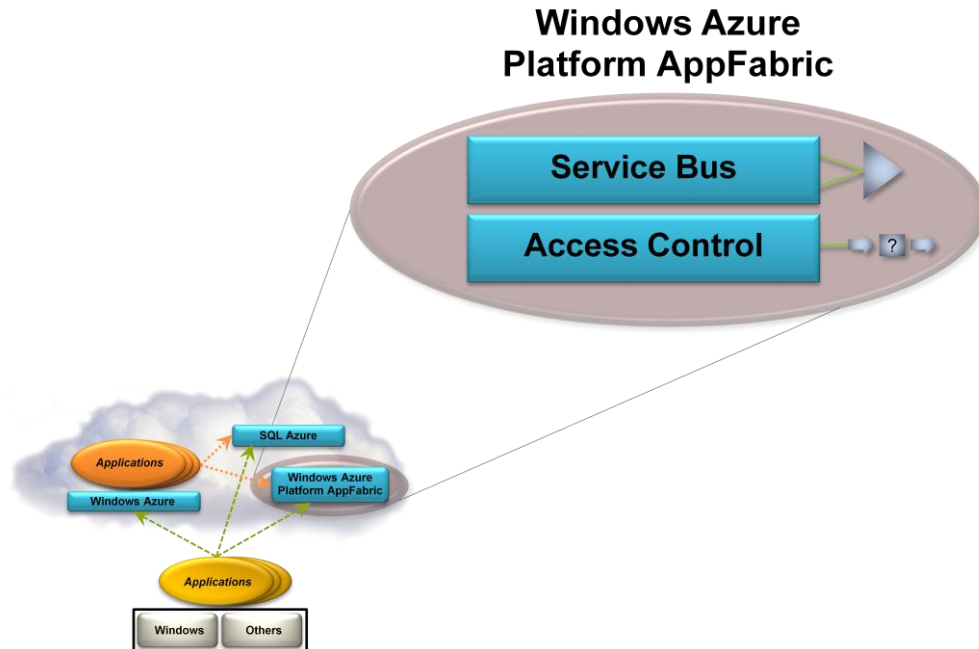 Windows Azure
Platform AppFabric
Service Bus
Access Control
?
SQL Azure
Applications
Windows Azure
Platform AppFabric
Windows Azure
Applications
Windows
Others